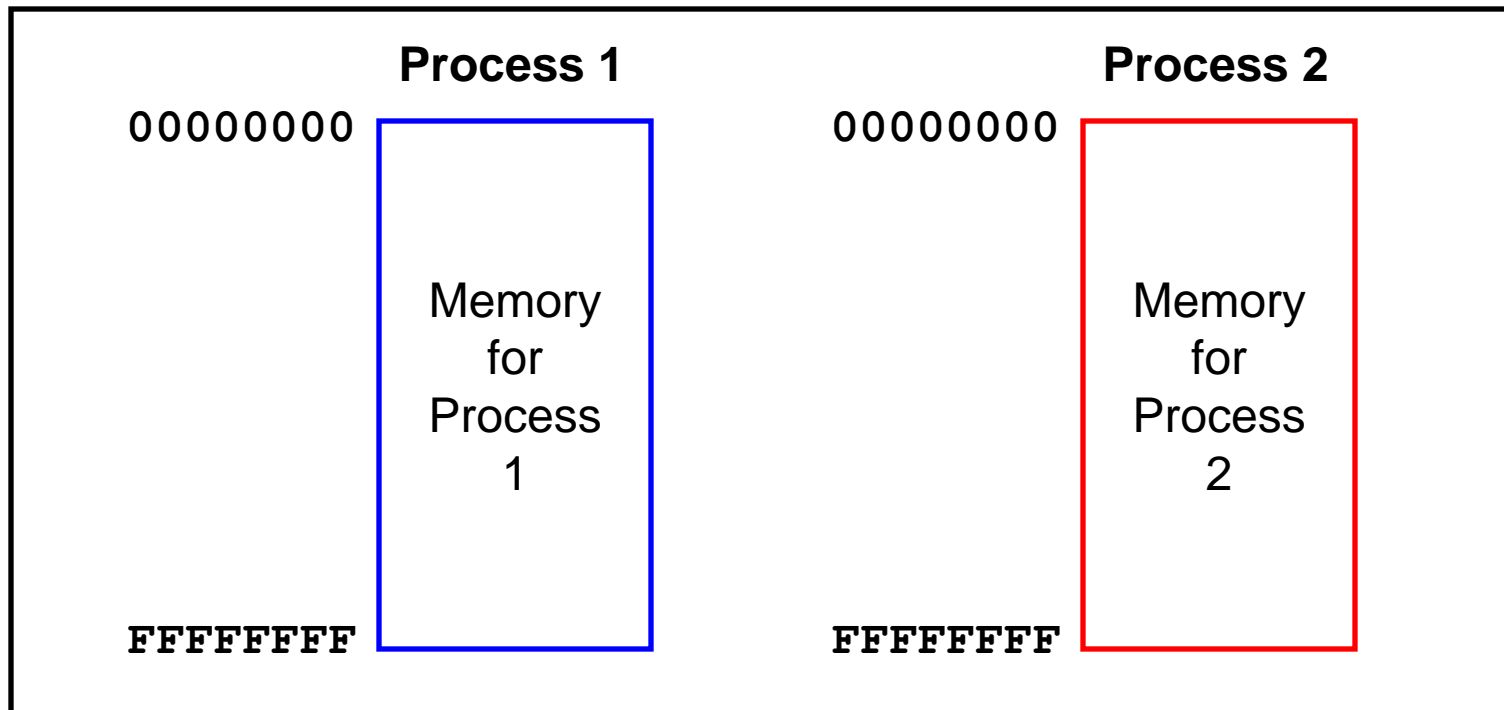 Process 1
00000000
Memory
for
Process
1
FFFFFFFF
Process 2
00000000
Memory
for
Process
2
FFFFFFFF